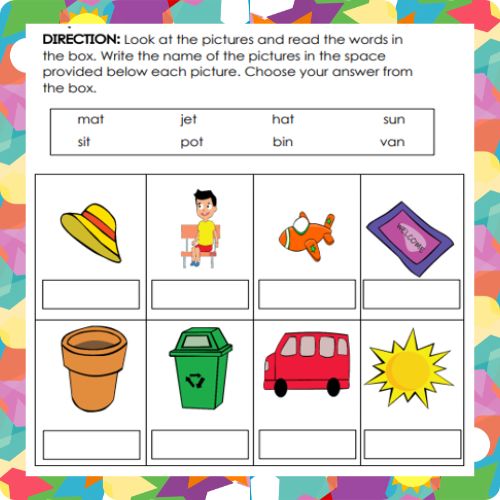 DIRECTION: Look at the pictures and read the words in
the box. Write the name of the pictures in the space
provided below each picture. Choose your answer from
the box.
mat jet hat sun
sit pot bin van
WELCOME